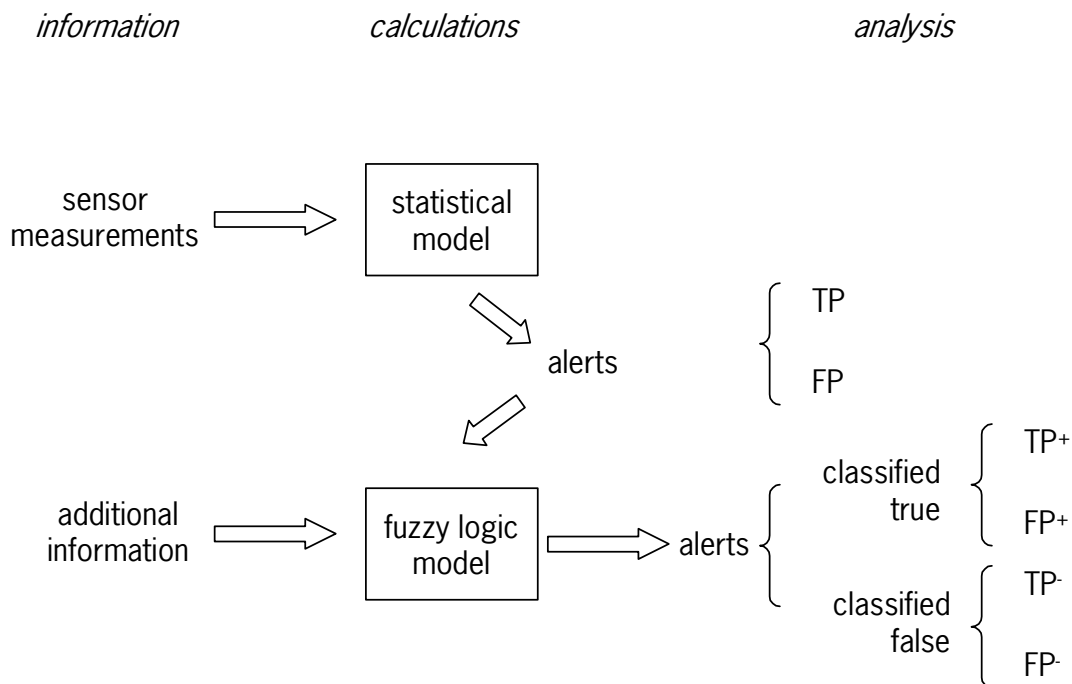 information
calculations
analysis
sensor
measurements
statistical
model
alerts
TP
FP
additional
information
fuzzy logic
model
alerts
classified
true
TP+
FP+
classified
false
TP-
FP-